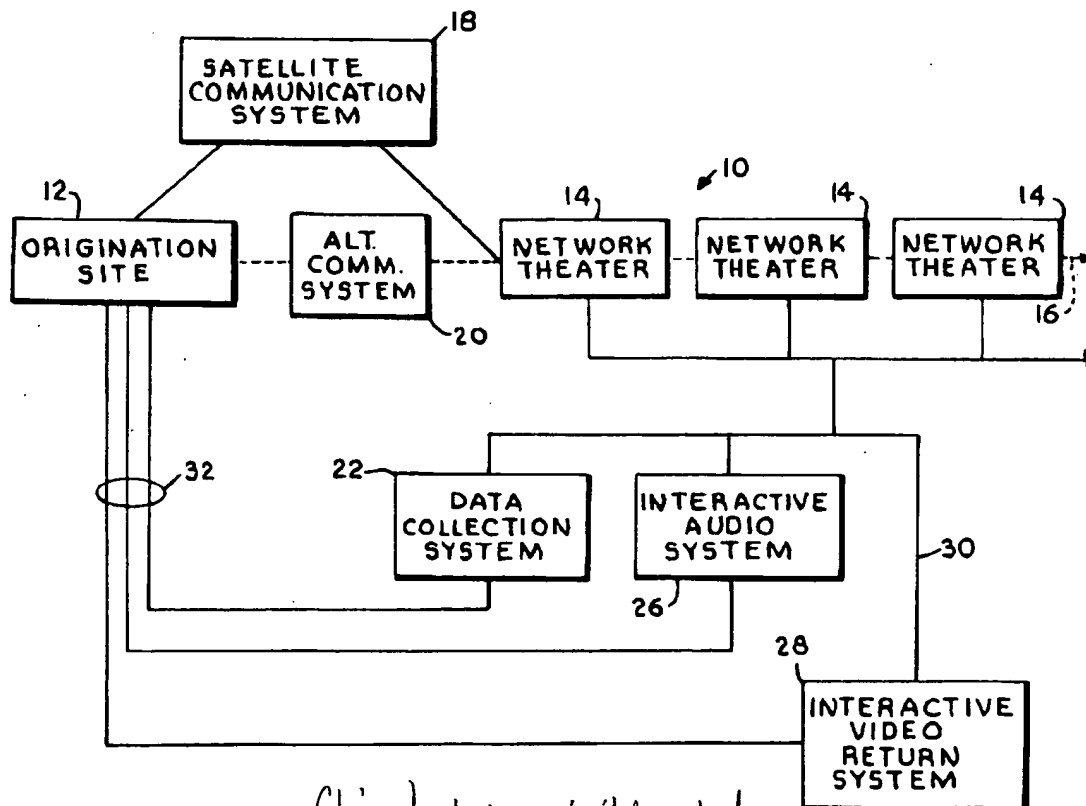 18
SATELLITE
COMMUNICATION
SYSTEM
10
12
14
14
14
ORIGINATION
SITE
ALT.
COMM.
SYSTEM
NETWORK
THEATER
NETWORK
THEATER
NETWORK
THEATER
16
20
32
22
DATA
COLLECTION
SYSTEM
INTERACTIVE
AUDIO
SYSTEM
26
30
28
INTERACTIVE
VIDEO
RETURN
SYSTEM